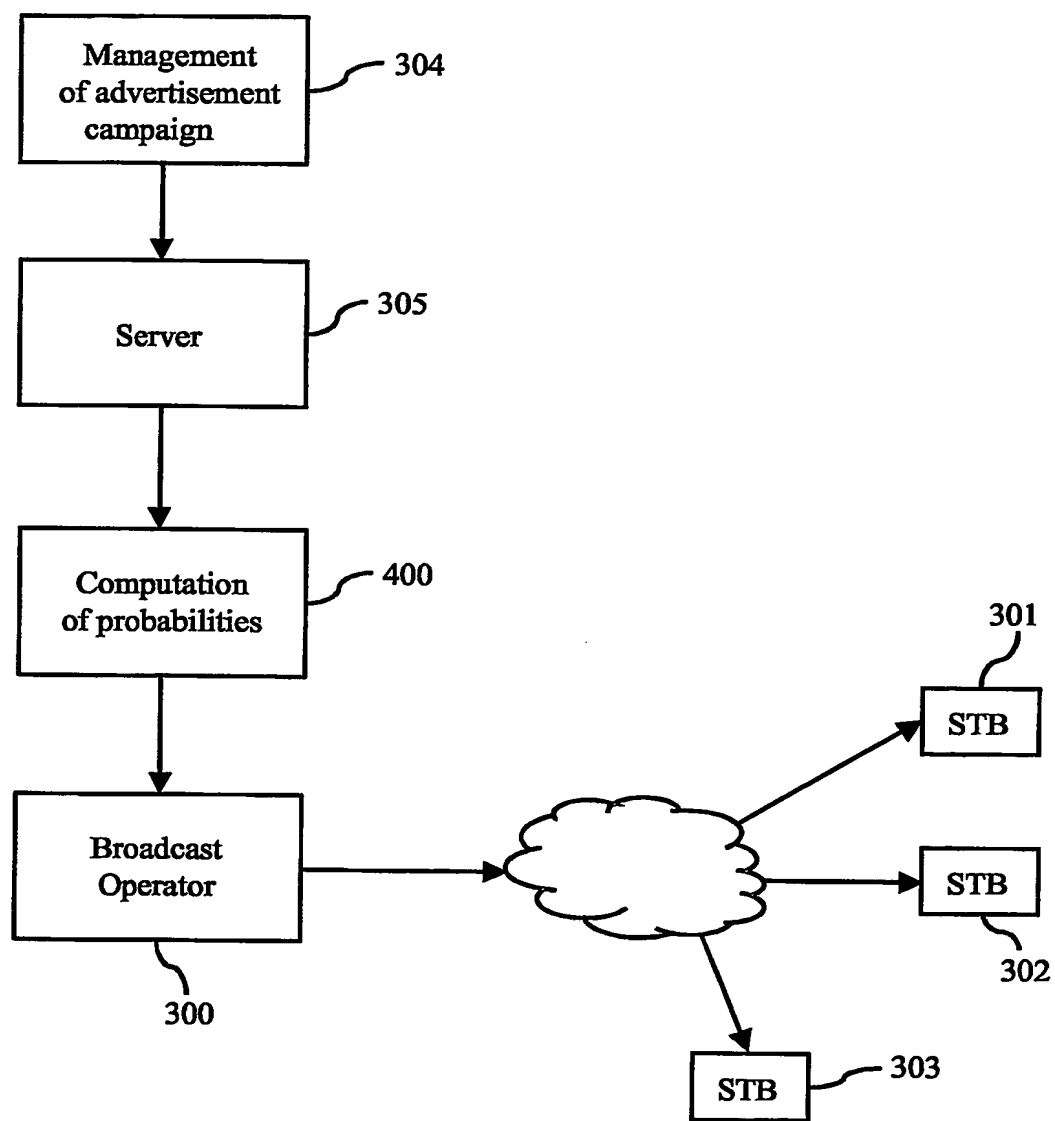 Management
of advertisement
campaign
304
Server
305
Computation
of probabilities
400
301
STB
Broadcast
Operator
STB
302
300
STB
303